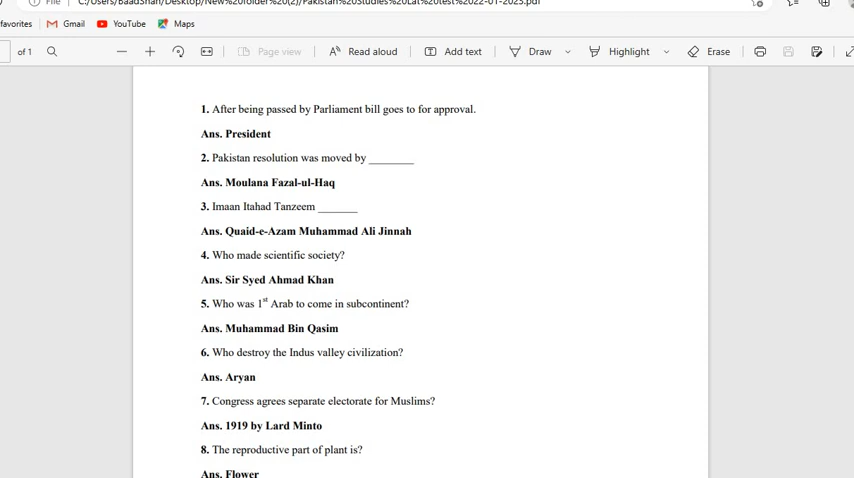 File C:/Users/BaadShah/Desktop/New%20folder%20(2)/Pakistan%20Studies%20Lat%20test%2022-01-2023.pdf
favorites Gmail YouTube Maps
of 1 Page view Read aloud Add text Draw Highlight Erase
1. After being passed by Parliament bill goes to for approval.
Ans. President
2. Pakistan resolution was moved by ________
Ans. Moulana Fazal-ul-Haq
3. Imaan Itahad Tanzeem _______
Ans. Quaid-e-Azam Muhammad Ali Jinnah
4. Who made scientific society?
Ans. Sir Syed Ahmad Khan
5. Who was 1st Arab to come in subcontinent?
Ans. Muhammad Bin Qasim
6. Who destroy the Indus valley civilization?
Ans. Aryan
7. Congress agrees separate electorate for Muslims?
Ans. 1919 by Lard Minto
8. The reproductive part of plant is?
Ans. Flower